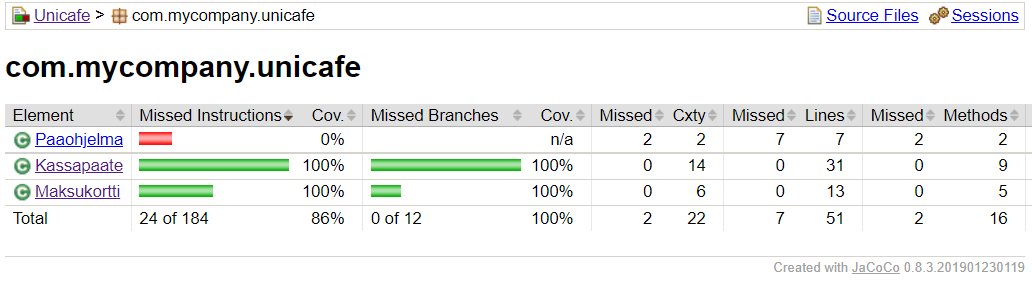 Unicafe > com.mycompany.unicafe Source Files Sessions
com.mycompany.unicafe
Element Missed Instructions Cov. Missed Branches Cov. Missed Cxty Missed Lines Missed Methods
Paaohjelma 0% n/a 2 2 7 7 2 2
Kassapaate 100% 100% 0 14 0 31 0 9
Maksukortti 100% 100% 0 6 0 13 0 5
Total 24 of 184 86% 0 of 12 100% 2 22 7 51 2 16
Created with JaCoCo 0.8.3.201901230119